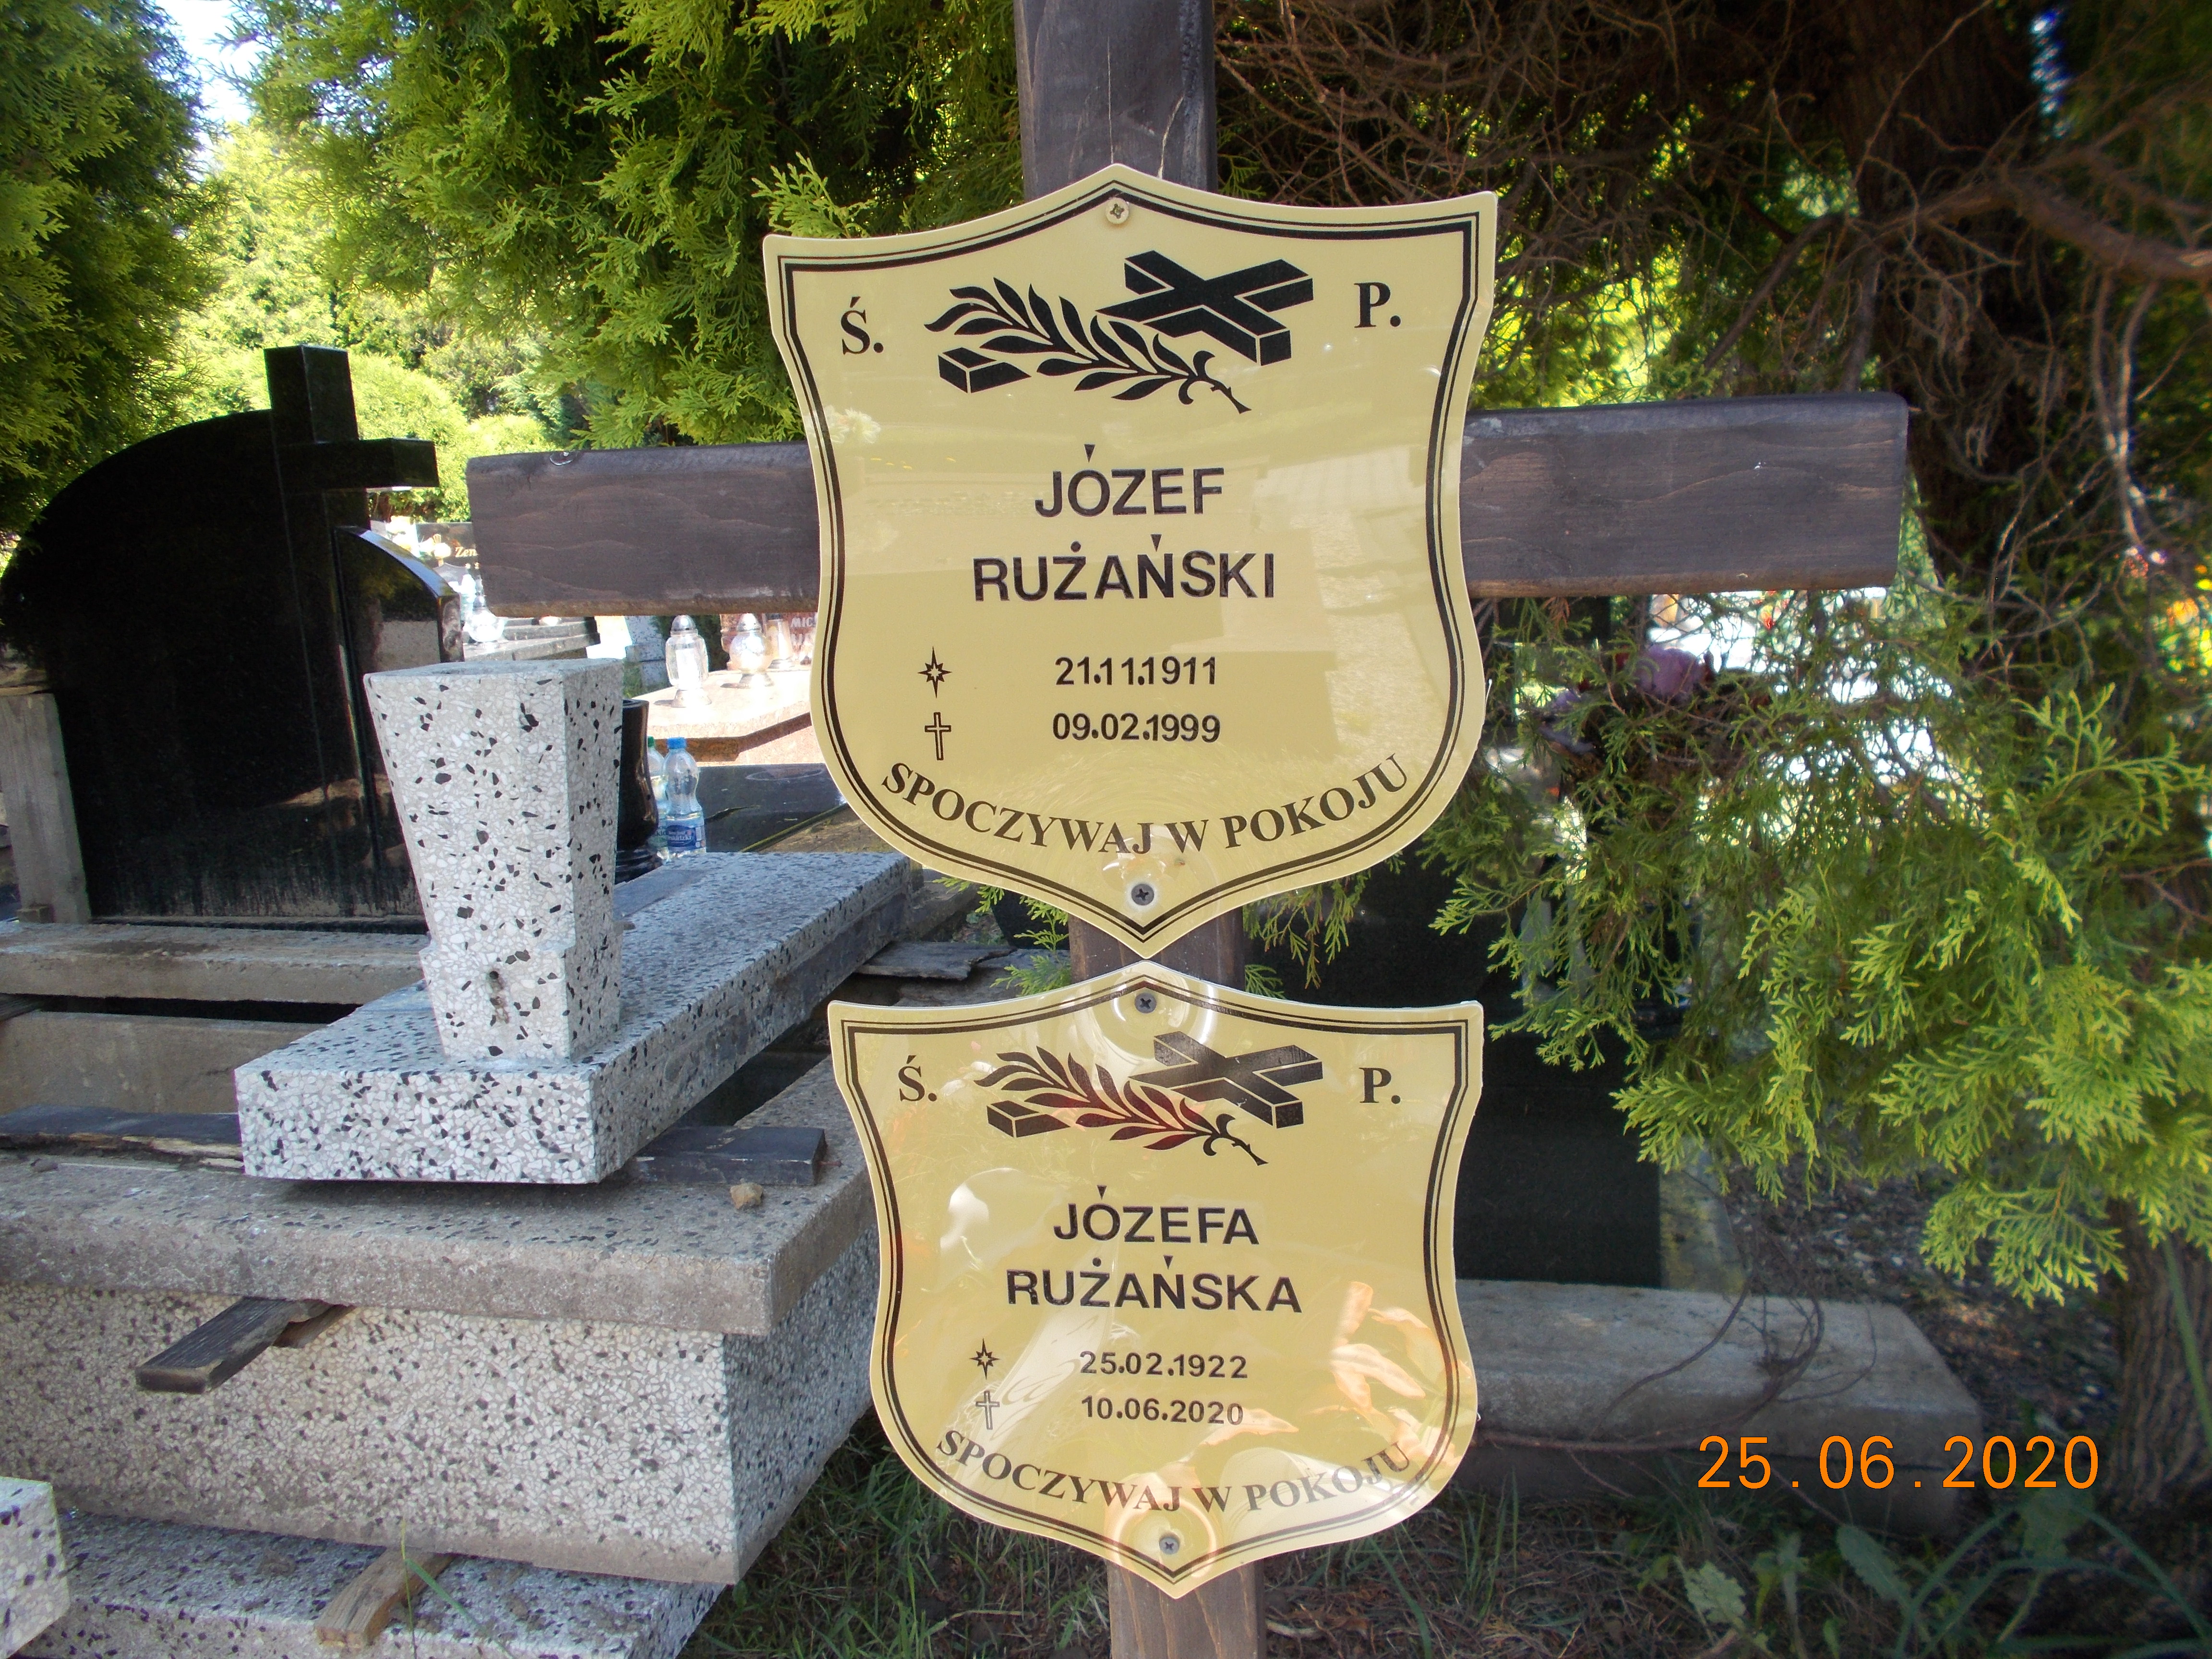 Ś. P.
JÓZEF
RUŻAŃSKI
21.11.1911
09.02.1999
SPOCZYWAJ W POKOJU
Ś. P.
JÓZEFA
RUŻAŃSKA
25.02.1922
10.06.2020
SPOCZYWAJ W POKOJU
25.06.2020